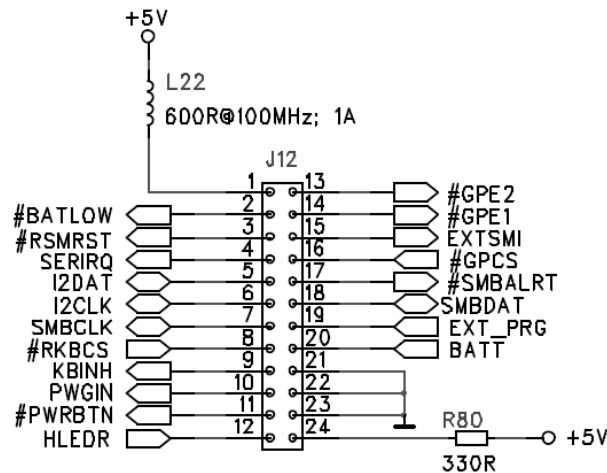 +5V
L22
600R@100MHz; 1A
J12
1 13 #GPE2
#BATLOW 2 14 #GPE1
#RSMRST 3 15 EXTSMI
SERIRQ 4 16 #GPCS
I2DAT 5 17 #SMBALRT
I2CLK 6 18 SMBDAT
SMBCLK 7 19 EXT_PRG
#RKBCS 8 20 BATT
KBINH 9 21
PWGIN 10 22
#PWRBTN 11 23
HLEDR 12 24
R80
+5V
330R